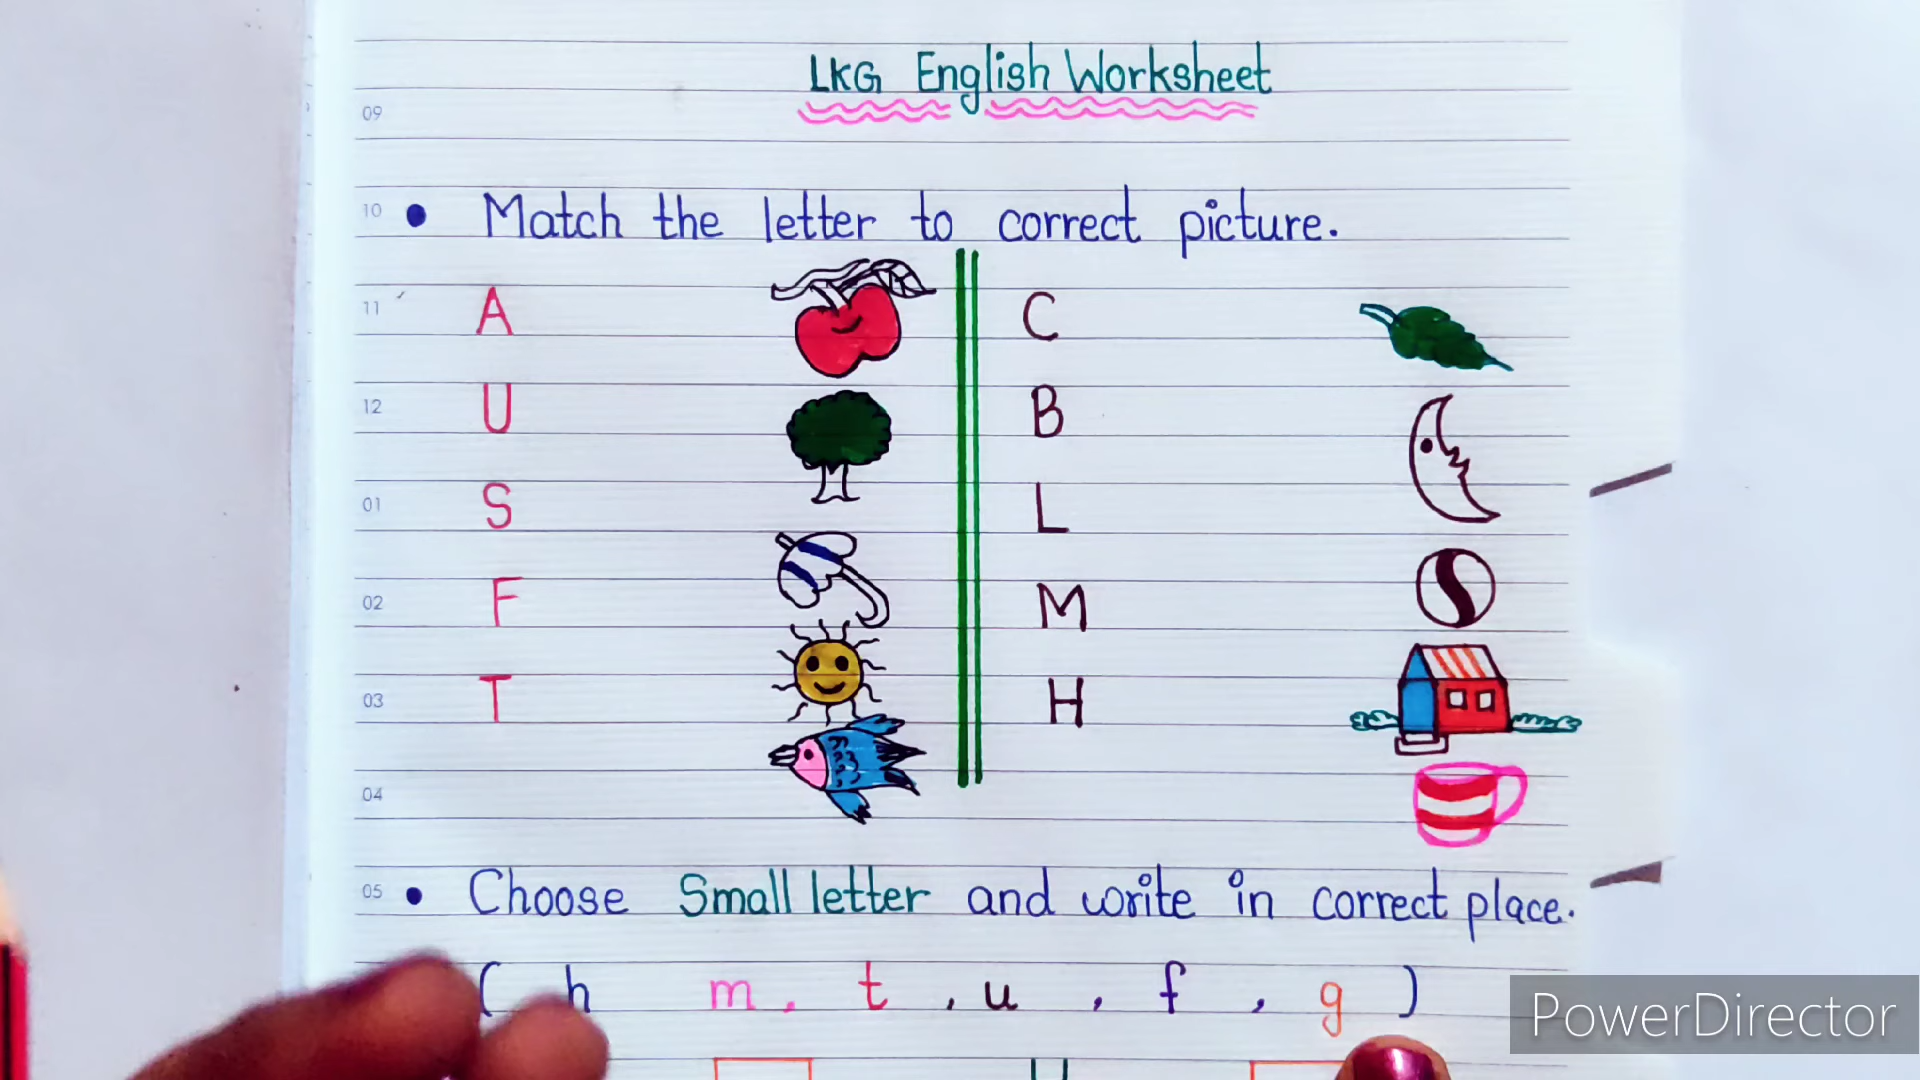 LKG English Worksheet
09
10 • Match the letter to correct picture.
11 A C
12 U B
01 S L
02 F M
03 T H
04
05 • Choose Small letter and write in correct place.
( h m, t , u , f , g )
PowerDirector